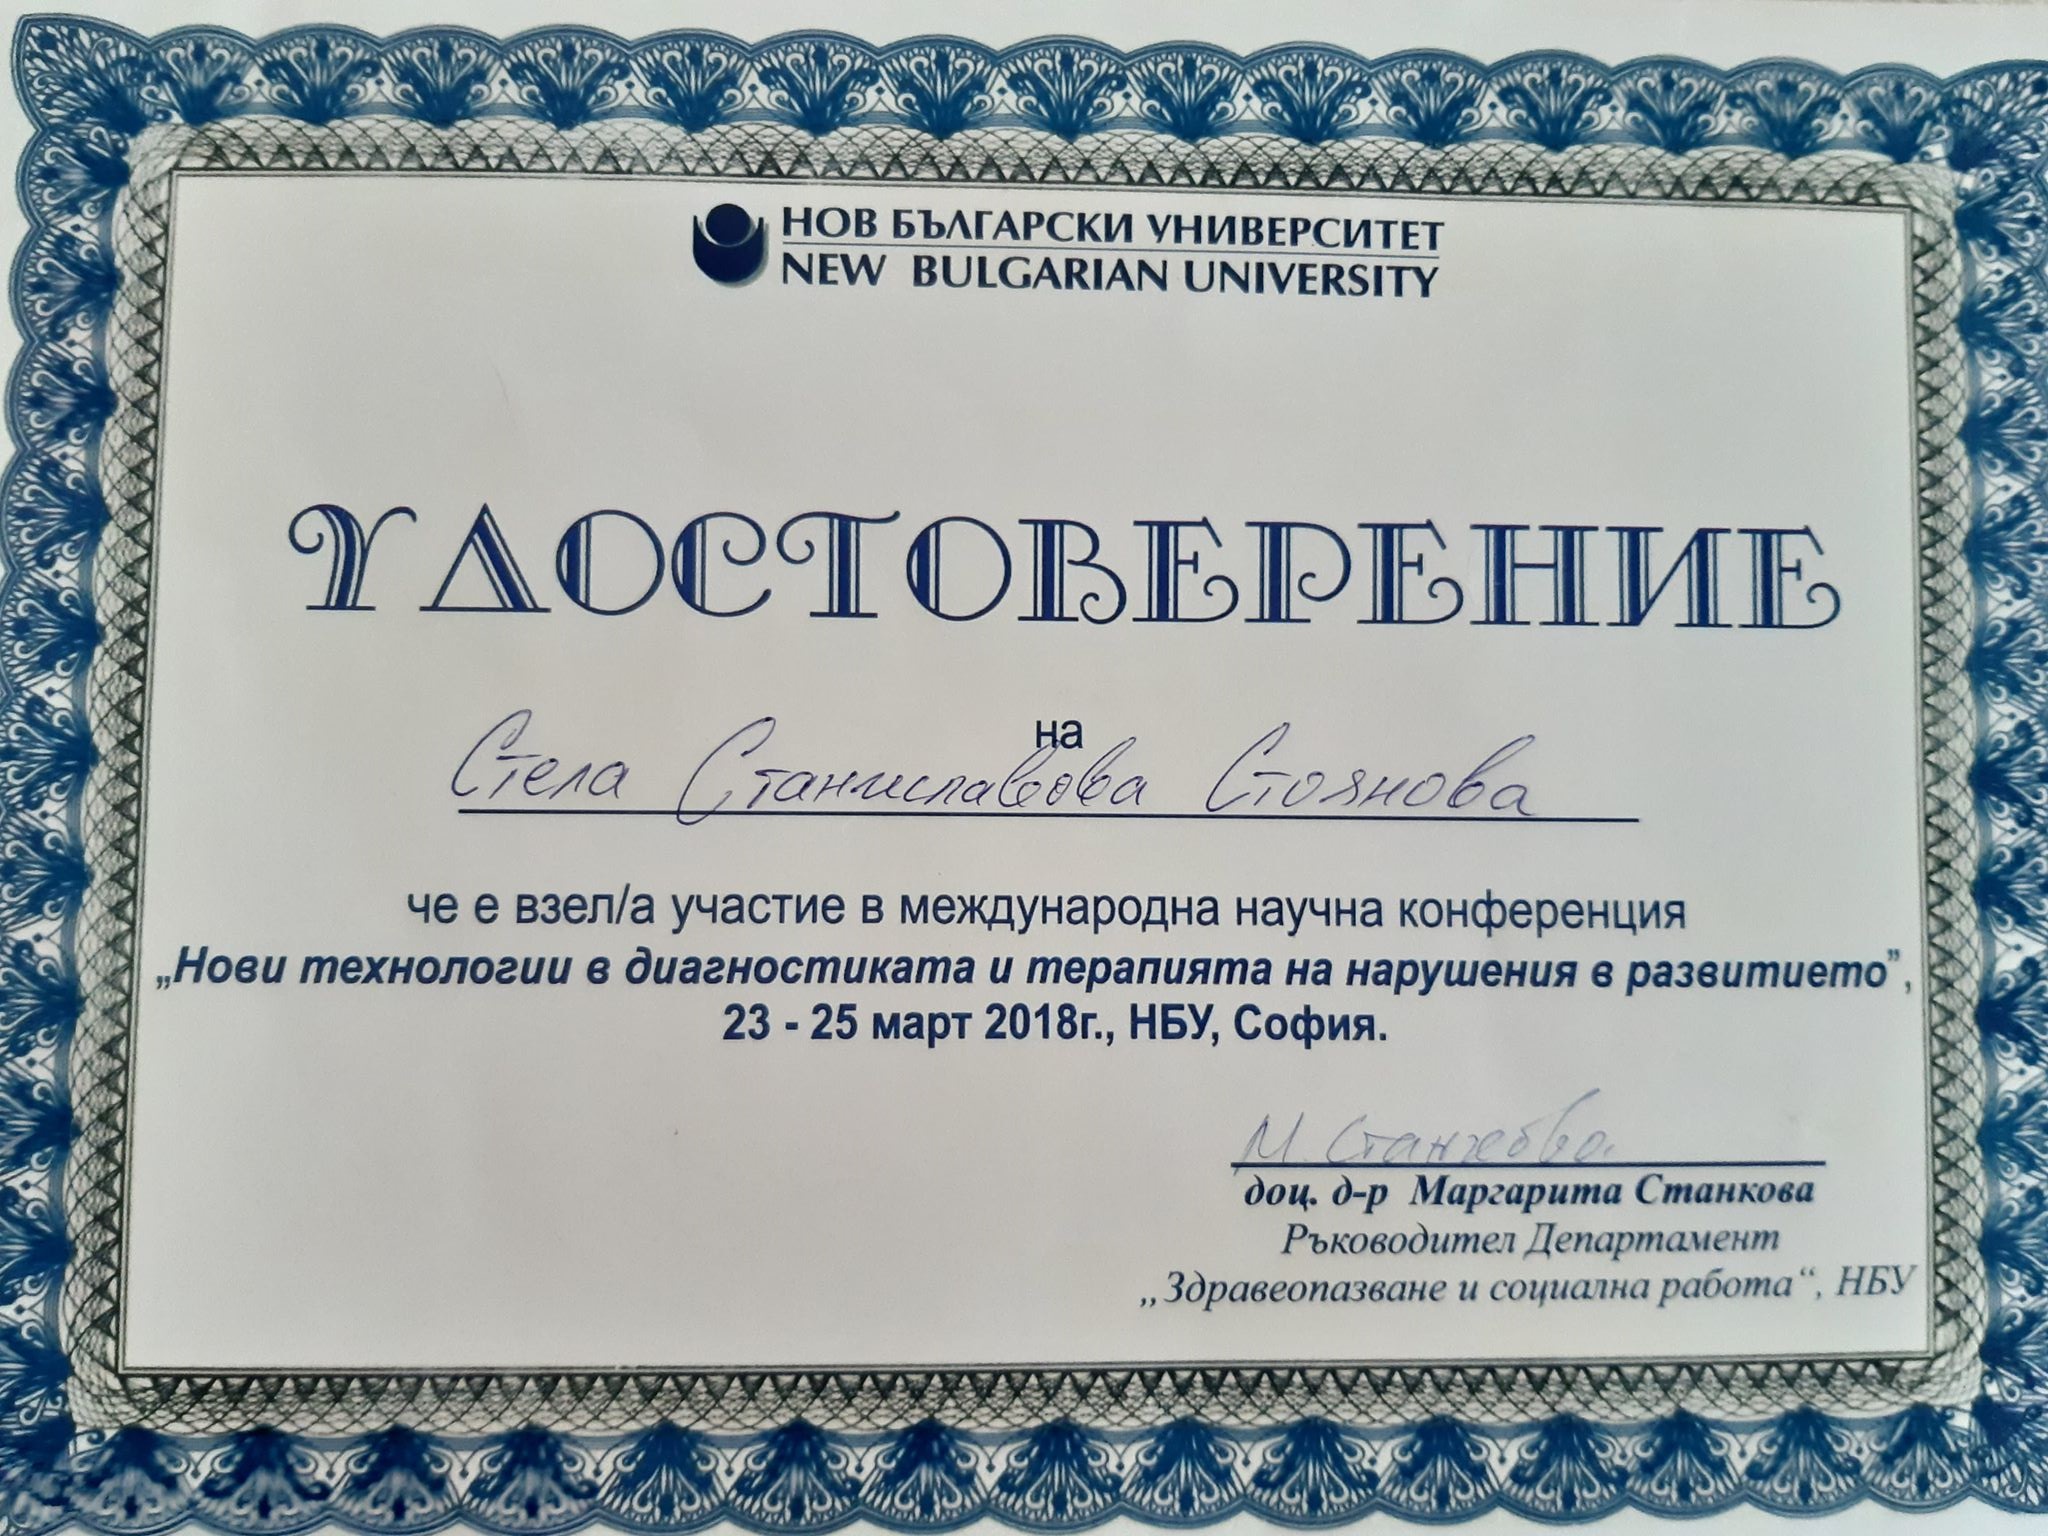 НОВ БЪЛГАРСКИ УНИВЕРСИТЕТ
NEW BULGARIAN UNIVERSITY
УДОСТОВЕРЕНИЕ
на
Стела Станиславова Стоянова
че е взел/а участие в международна научна конференция
„Нови технологии в диагностиката и терапията на нарушения в развитието”,
23 - 25 март 2018г., НБУ, София.
М. Станкова
доц. д-р Маргарита Станкова
Ръководител Департамент
„Здравеопазване и социална работа“, НБУ